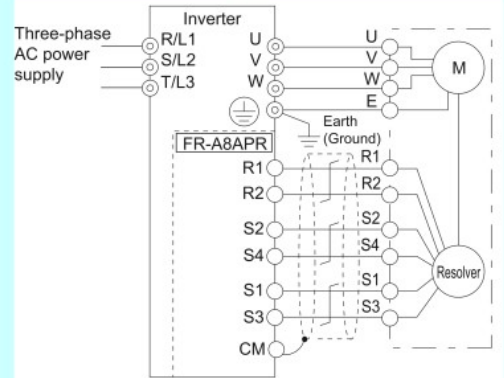 Inverter
Three-phase
AC power
supply
R/L1
S/L2
T/L3
U
V
W
U
V
W
E
M
Earth
(Ground)
FR-A8APR
R1
R2
S2
S4
S1
S3
CM
R1
R2
S2
S4
S1
S3
Resolver